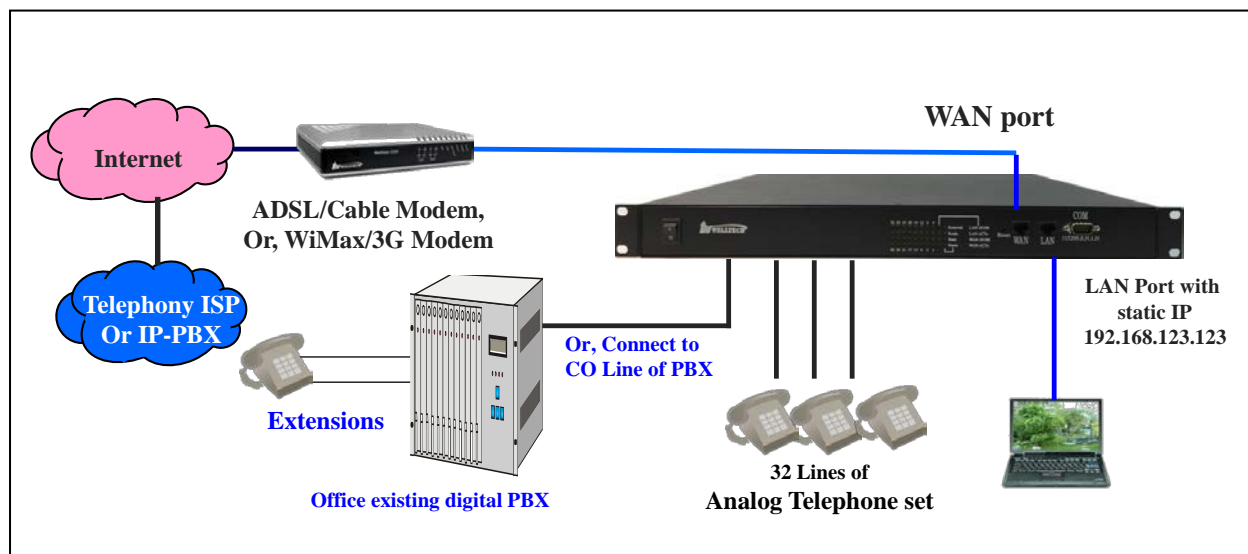 WAN port
Internet
ADSL/Cable Modem,
Or, WiMax/3G Modem
WELLTECH
COM
WAN
LAN
Telephony ISP
Or IP-PBX
LAN Port with
static IP
192.168.123.123
Or, Connect to
CO Line of PBX
Extensions
32 Lines of
Analog Telephone set
Office existing digital PBX